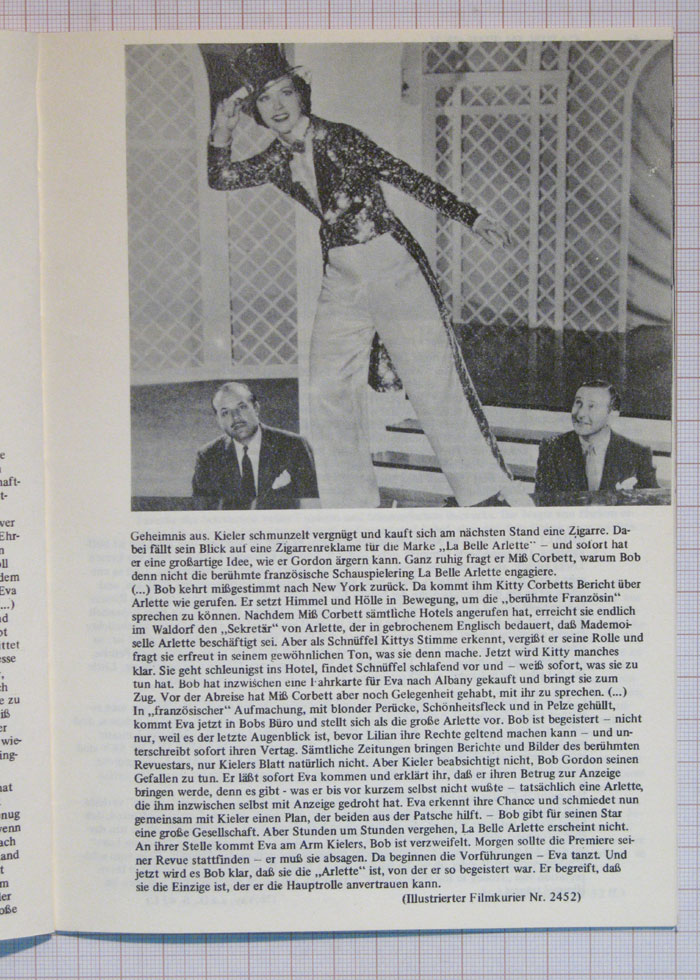 Geheimnis aus. Kieler schmunzelt vergnügt und kauft sich am nächsten Stand eine Zigarre. Da-
bei fällt sein Blick auf eine Zigarrenreklame für die Marke „La Belle Arlette“ – und sofort hat
er eine großartige Idee, wie er Gordon ärgern kann. Ganz ruhig fragt er Miß Corbett, warum Bob
denn nicht die berühmte französische Schauspielering La Belle Arlette engagiere.
(...) Bob kehrt mißgestimmt nach New York zurück. Da kommt ihm Kitty Corbetts Bericht über
Arlette wie gerufen. Er setzt Himmel und Hölle in Bewegung, um die „berühmte Französin“
sprechen zu können. Nachdem Miß Corbett sämtliche Hotels angerufen hat, erreicht sie endlich
im Waldorf den „Sekretär“ von Arlette, der in gebrochenem Englisch bedauert, daß Mademoi-
selle Arlette beschäftigt sei. Aber als Schnüffel Kittys Stimme erkennt, vergißt er seine Rolle und
fragt sie erfreut in seinem gewöhnlichen Ton, was sie denn mache. Jetzt wird Kitty manches
klar. Sie geht schleunigst ins Hotel, findet Schnüffel schlafend vor und – weiß sofort, was sie zu
tun hat. Bob hat inzwischen eine Fahrkarte für Eva nach Albany gekauft und bringt sie zum
Zug. Vor der Abreise hat Miß Corbett aber noch Gelegenheit gehabt, mit ihr zu sprechen. (...)
In „französischer“ Aufmachung, mit blonder Perücke, Schönheitsfleck und in Pelze gehüllt,
kommt Eva jetzt in Bobs Büro und stellt sich als die große Arlette vor. Bob ist begeistert – nicht
nur, weil es der letzte Augenblick ist, bevor Lilian ihre Rechte geltend machen kann – und un-
terschreibt sofort ihren Vertag. Sämtliche Zeitungen bringen Berichte und Bilder des berühmten
Revuestars, nur Kielers Blatt natürlich nicht. Aber Kieler beabsichtigt nicht, Bob Gordon seinen
Gefallen zu tun. Er läßt sofort Eva kommen und erklärt ihr, daß er ihren Betrug zur Anzeige
bringen werde, denn es gibt - was er bis vor kurzem selbst nicht wußte – tatsächlich eine Arlette,
die ihm inzwischen selbst mit Anzeige gedroht hat. Eva erkennt ihre Chance und schmiedet nun
gemeinsam mit Kieler einen Plan, der beiden aus der Patsche hilft. – Bob gibt für seinen Star
eine große Gesellschaft. Aber Stunden um Stunden vergehen, La Belle Arlette erscheint nicht.
An ihrer Stelle kommt Eva am Arm Kielers, Bob ist verzweifelt. Morgen sollte die Premiere sei-
ner Revue stattfinden – er muß sie absagen. Da beginnen die Vorführungen – Eva tanzt. Und
jetzt wird es Bob klar, daß sie die „Arlette“ ist, von der er so begeistert war. Er begreift, daß
sie die Einzige ist, der er die Hauptrolle anvertrauen kann.
(Illustrierter Filmkurier Nr. 2452)